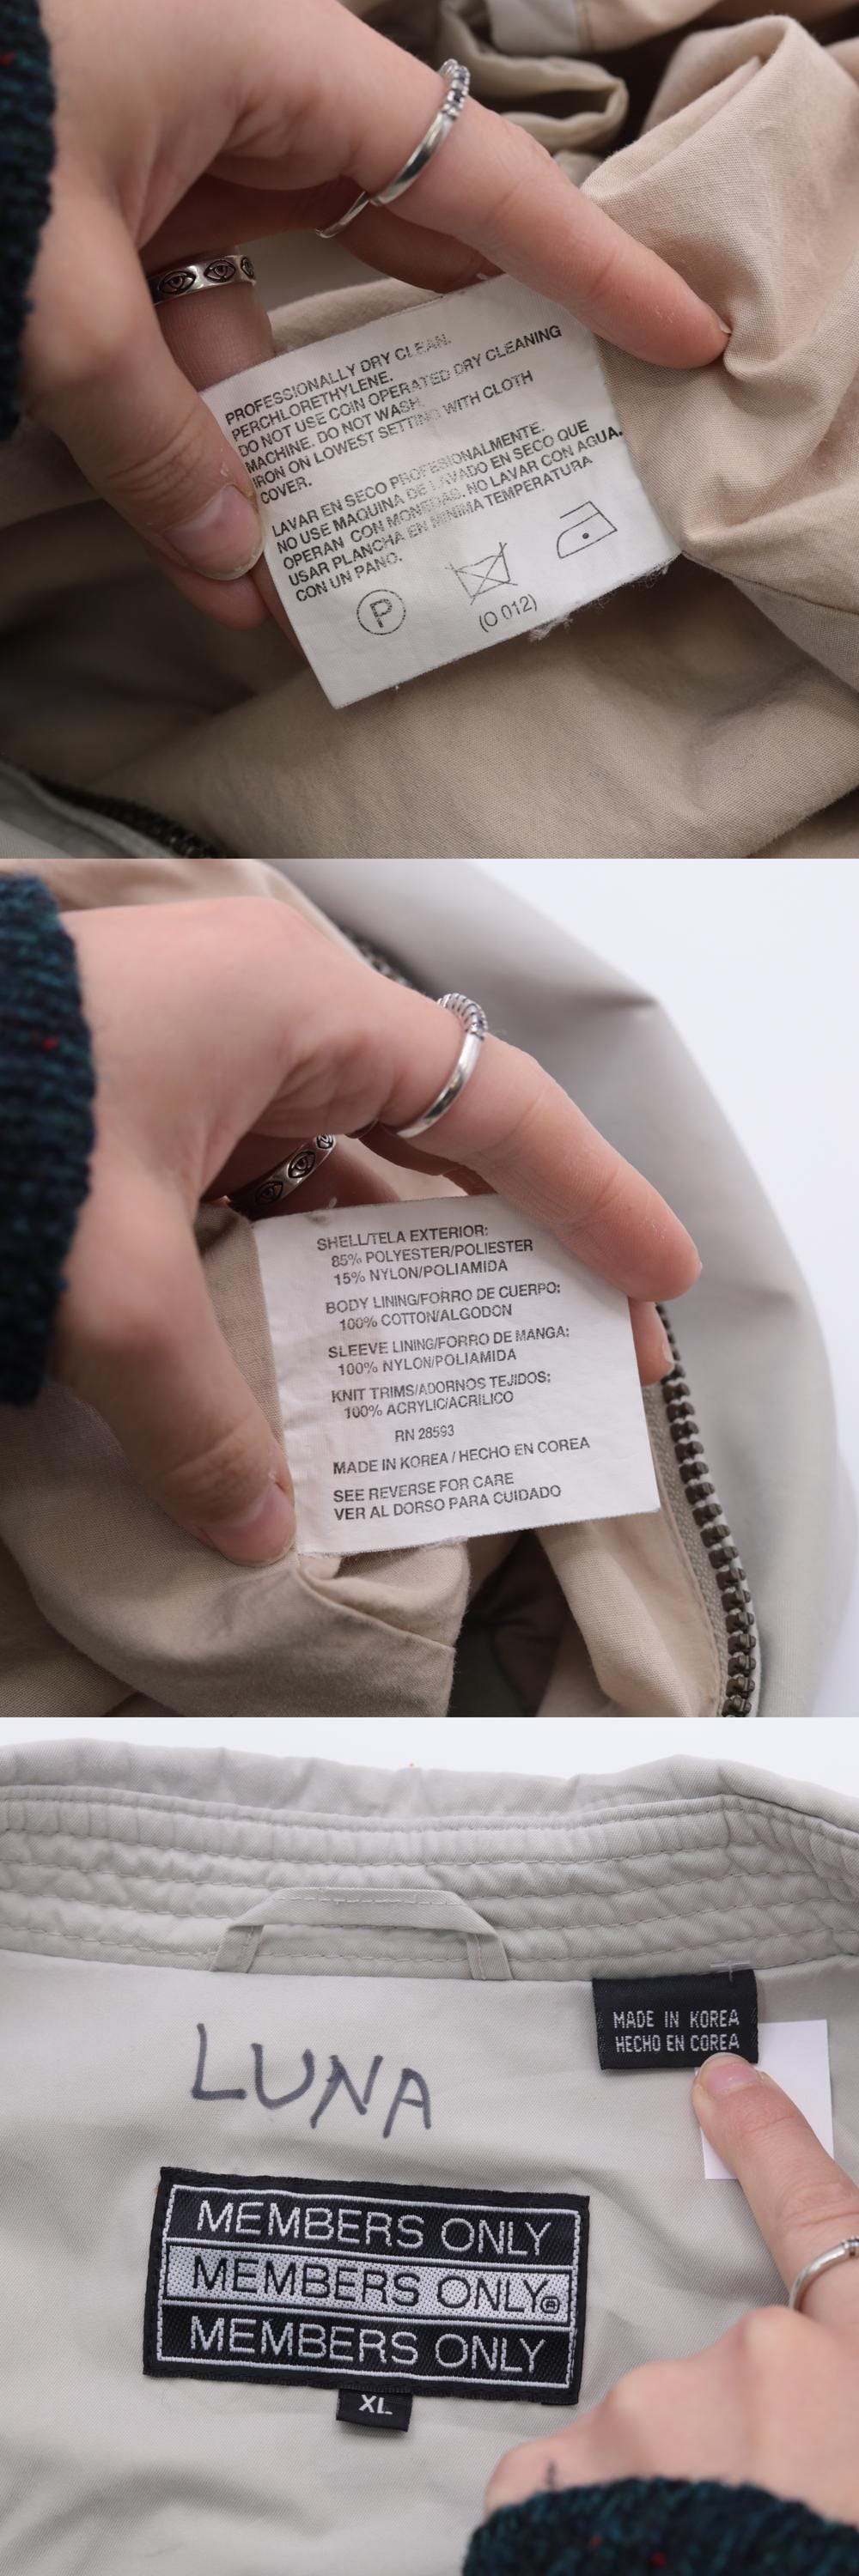 PROFESSIONALLY DRY CLEAN.
PERCHLORETHYLENE.
DO NOT USE COIN OPERATED DRY CLEANING
MACHINE. DO NOT WASH.
IRON ON LOWEST SETTING WITH CLOTH
COVER.
LAVAR EN SECO PROFESIONALMENTE.
NO USE MAQUINA DE LAVADO EN SECO QUE
OPERAN CON MONEDAS. NO LAVAR CON AGUA.
USAR PLANCHA EN MINIMA TEMPERATURA
CON UN PANO.
P
(O 012)
SHELL/TELA EXTERIOR:
85% POLYESTER/POLIESTER
15% NYLON/POLIAMIDA
BODY LINING/FORRO DE CUERPO:
100% COTTON/ALGODON
SLEEVE LINING/FORRO DE MANGA:
100% NYLON/POLIAMIDA
KNIT TRIMS/ADORNOS TEJIDOS:
100% ACRYLIC/ACRILICO
RN 28593
MADE IN KOREA / HECHO EN COREA
SEE REVERSE FOR CARE
VER AL DORSO PARA CUIDADO
MADE IN KOREA
HECHO EN COREA
LUNA
MEMBERS ONLY
MEMBERS ONLY®
MEMBERS ONLY
XL